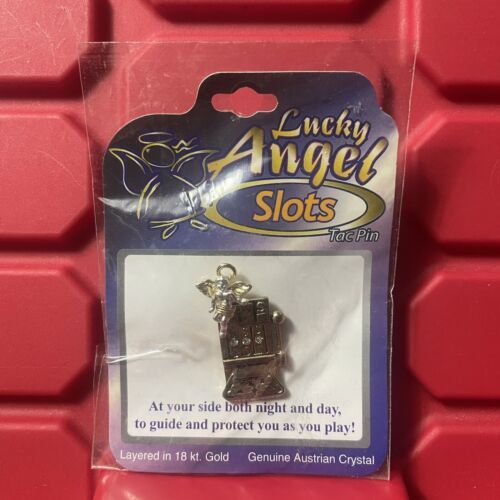 Lucky
Angel
Slots
Tac Pin
At your side both night and day,
to guide and protect you as you play!
Layered in 18 kt. Gold Genuine Austrian Crystal